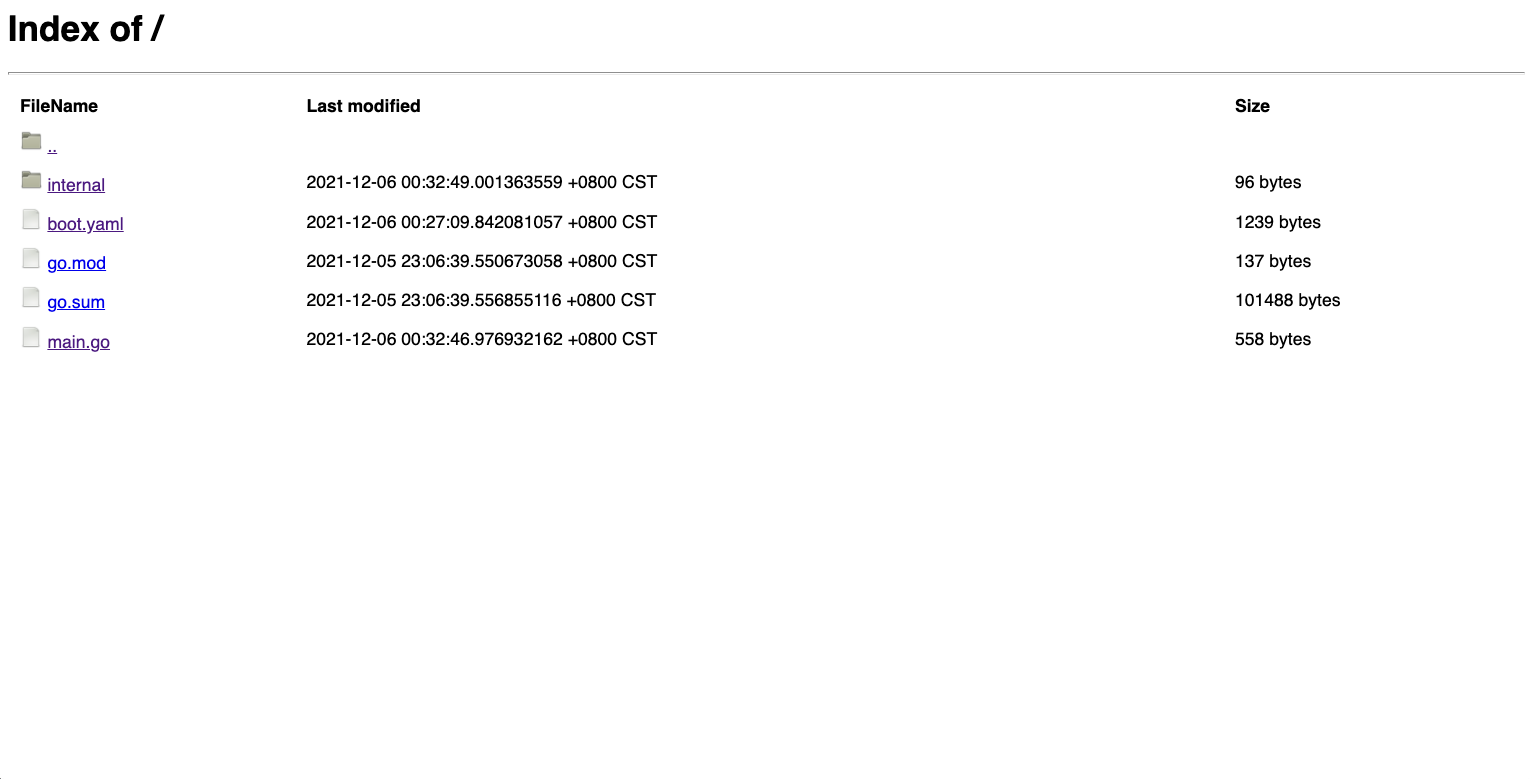 Index of /
FileName Last modified Size
..
internal 2021-12-06 00:32:49.001363559 +0800 CST 96 bytes
boot.yaml 2021-12-06 00:27:09.842081057 +0800 CST 1239 bytes
go.mod 2021-12-05 23:06:39.550673058 +0800 CST 137 bytes
go.sum 2021-12-05 23:06:39.556855116 +0800 CST 101488 bytes
main.go 2021-12-06 00:32:46.976932162 +0800 CST 558 bytes